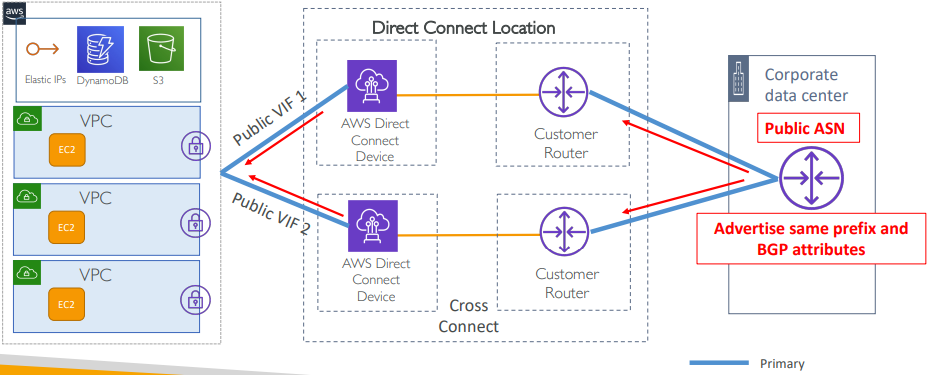 aws
Direct Connect Location
Elastic IPs
DynamoDB
S3
VPC
EC2
VPC
EC2
VPC
EC2
Public VIF 1
Public VIF 2
AWS Direct
Connect
Device
Customer
Router
AWS Direct
Connect
Device
Customer
Router
Cross
Connect
Corporate
data center
Public ASN
Advertise same prefix and
BGP attributes
Primary